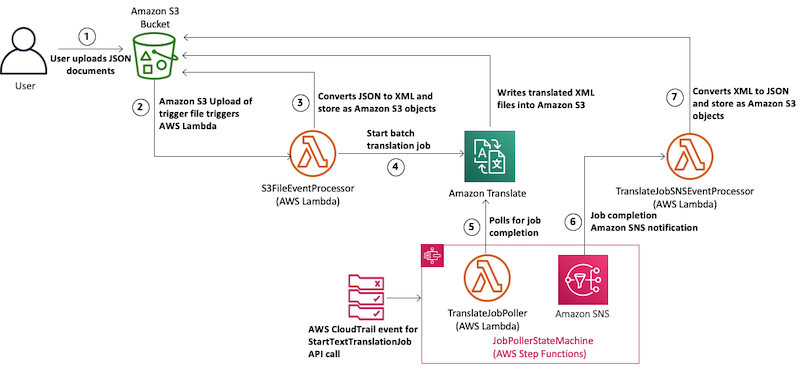 Amazon S3
Bucket
1
User uploads JSON
documents
User
2
Amazon S3 Upload of
trigger file triggers
AWS Lambda
3
Converts JSON to XML and
store as Amazon S3 objects
Writes translated XML
files into Amazon S3
7
Converts XML to JSON
and store as Amazon S3
objects
Start batch
translation job
4
S3FileEventProcessor
(AWS Lambda)
A
文
Amazon Translate
TranslateJobSNSEventProcessor
(AWS Lambda)
5
Polls for job
completion
6
Job completion
Amazon SNS notification
TranslateJobPoller
(AWS Lambda)
Amazon SNS
AWS CloudTrail event for
StartTextTranslationJob
API call
JobPollerStateMachine
(AWS Step Functions)